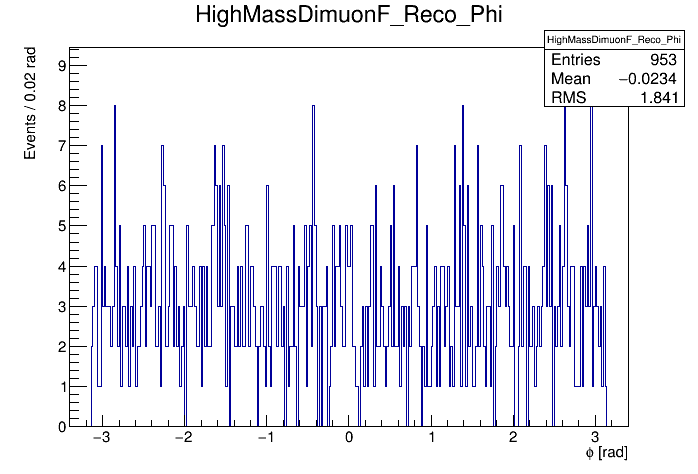 HighMassDimuonF_Reco_Phi
HighMassDimuonF_Reco_Phi
Entries 953
Mean −0.0234
RMS 1.841
Events / 0.02 rad
9
8
7
6
5
4
3
2
1
0
−3 −2 −1 0 1 2 3
ϕ [rad]